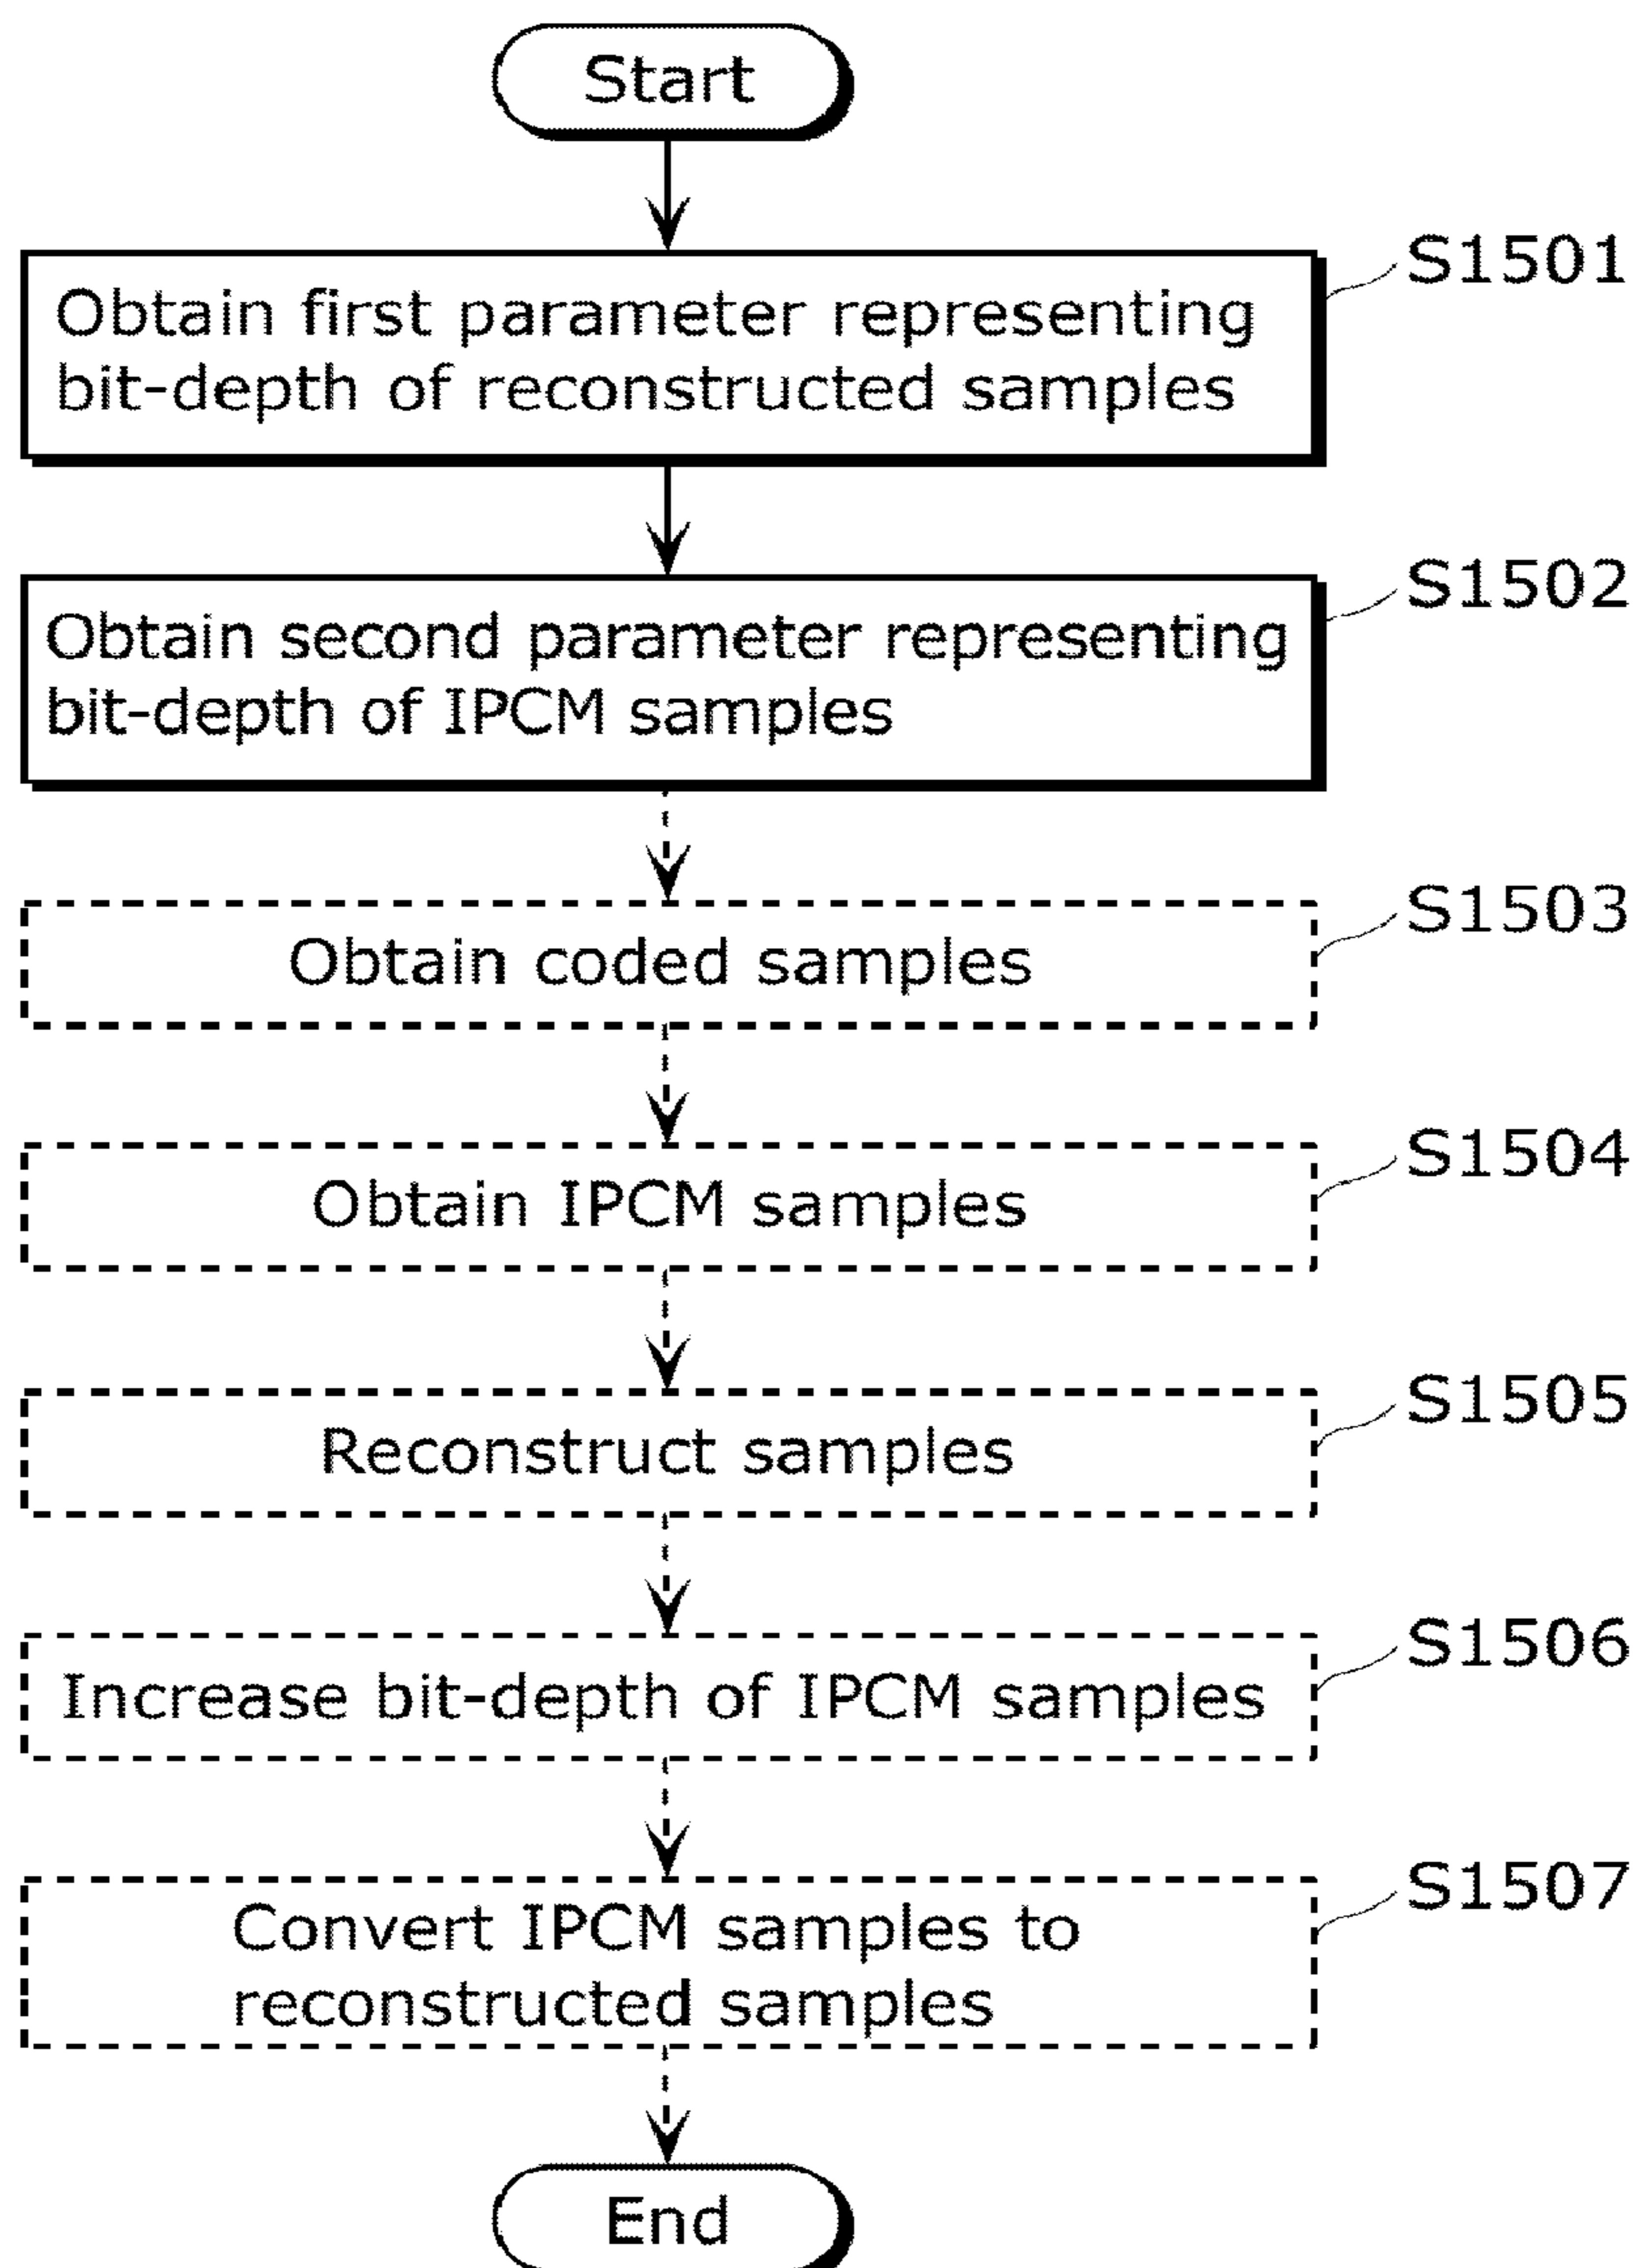 Start
S1501
Obtain first parameter representing
bit-depth of reconstructed samples
S1502
Obtain second parameter representing
bit-depth of IPCM samples
S1503
Obtain coded samples
S1504
Obtain IPCM samples
S1505
Reconstruct samples
S1506
Increase bit-depth of IPCM samples
S1507
Convert IPCM samples to
reconstructed samples
End